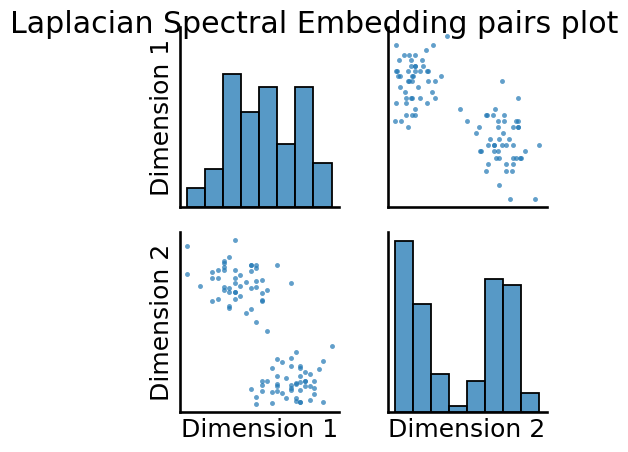 Laplacian Spectral Embedding pairs plot
Dimension 1
Dimension 2
Dimension 1
Dimension 2